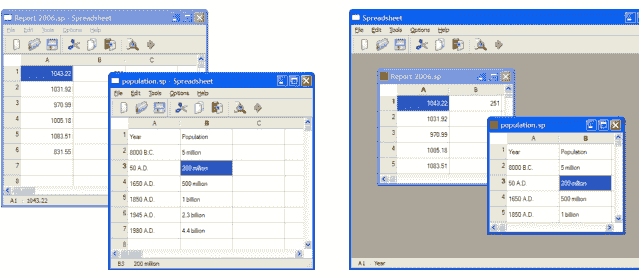 Report 2006.sp - Spreadsheet
File Edit Tools Options Help
A B C
1 1043.22
2 1031.92
3 970.99
4 1005.18
5 1083.51
6 831.55
7
8
A1 1043.22
population.sp - Spreadsheet
File Edit Tools Options Help
A B C
1 Year Population
2 8000 B.C. 5 million
3 50 A.D. 200 million
4 1650 A.D. 500 million
5 1850 A.D. 1 billion
6 1945 A.D. 2.3 billion
7 1980 A.D. 4.4 billion
8
B3 200 million
Spreadsheet
File Edit Tools Options Help
Report 2006.sp
A B
1 1043.22 251
2 1031.92
3 970.99
4 1005.18
5 1083.51
population.sp
A B
1 Year Population
2 8000 B.C. 5 million
3 50 A.D. 200 million
4 1650 A.D. 500 million
5 1850 A.D. 1 billion
A1 Year